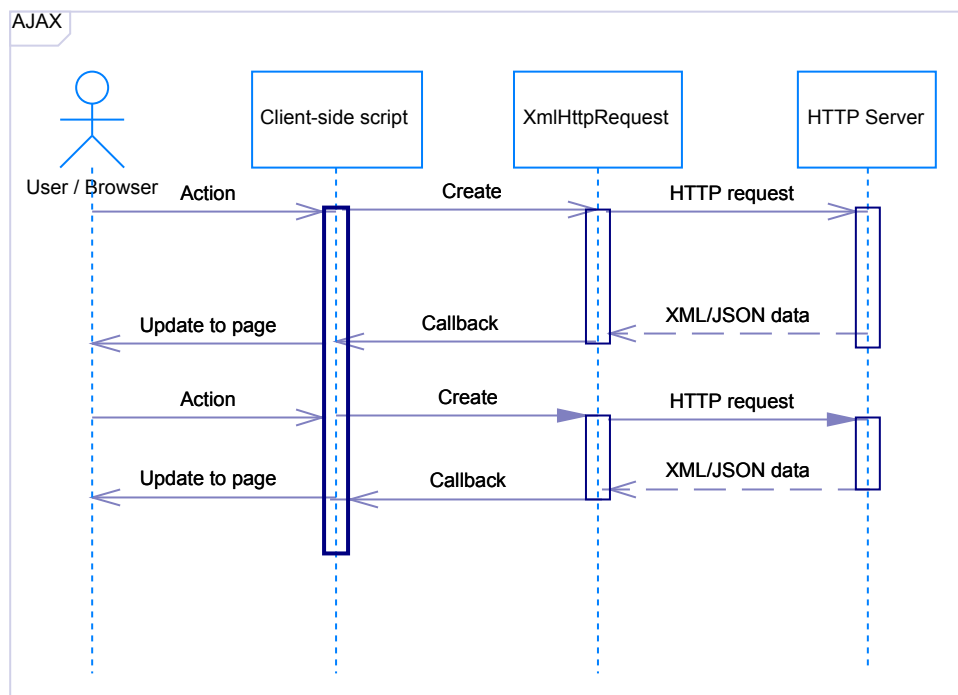 AJAX
Client-side script
XmlHttpRequest
HTTP Server
User / Browser
Action
Create
HTTP request
Update to page
Callback
XML/JSON data
Action
Create
HTTP request
Update to page
Callback
XML/JSON data